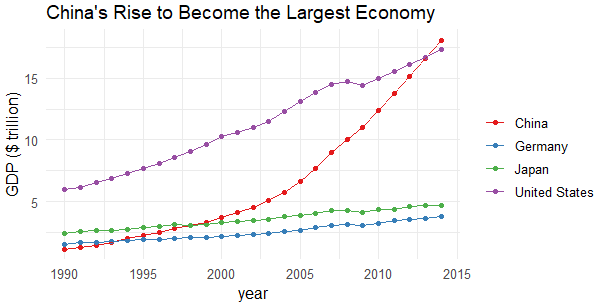 China's Rise to Become the Largest Economy
GDP ($ trillion)
15
10
5
1990 1995 2000 2005 2010 2015
year
China
Germany
Japan
United States